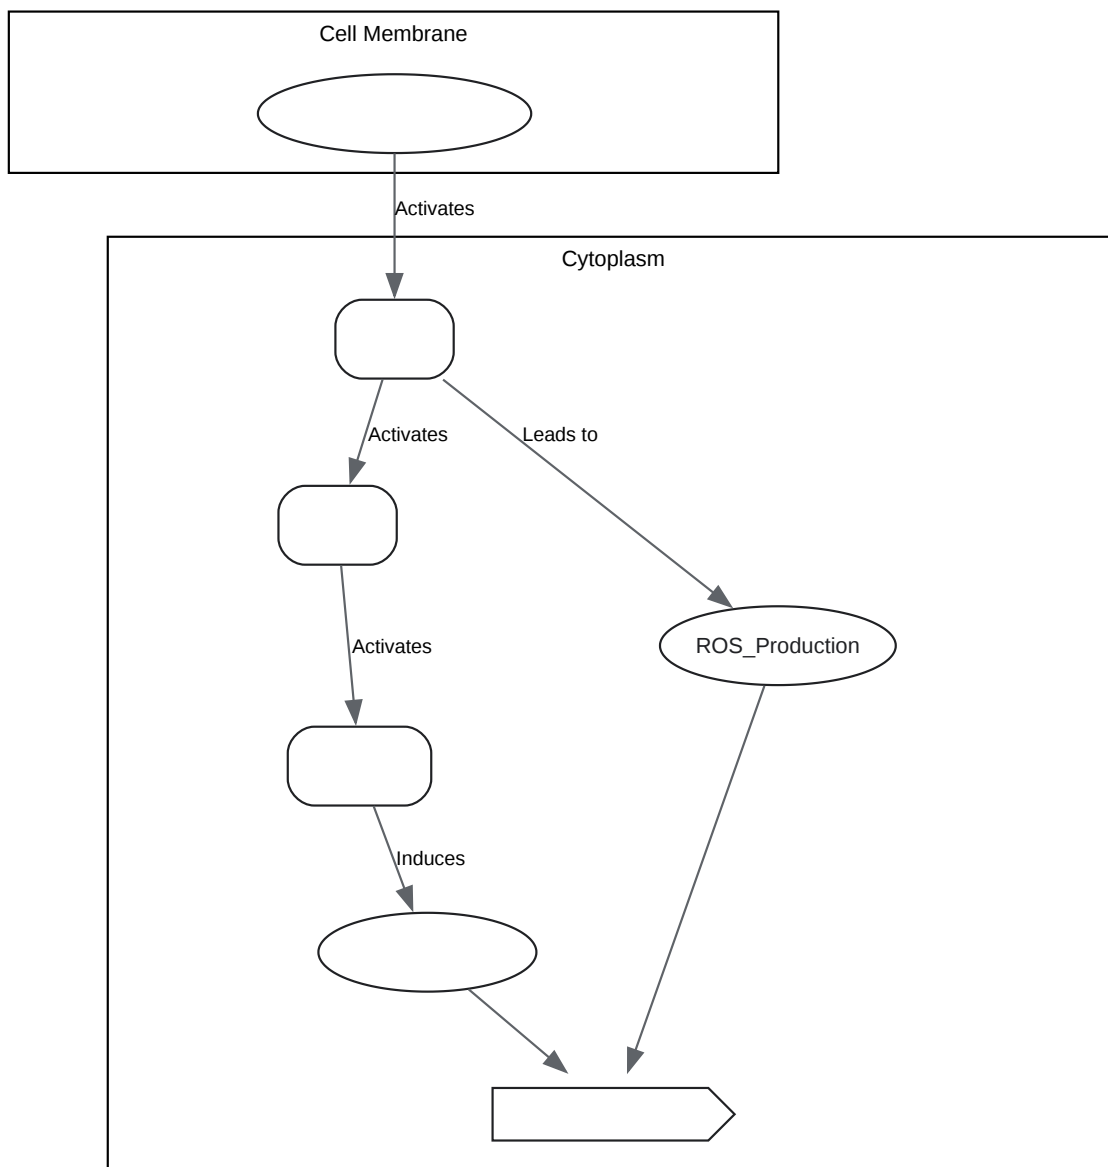 Cell Membrane
Activates
Cytoplasm
Activates
Leads to
Activates
ROS_Production
Induces